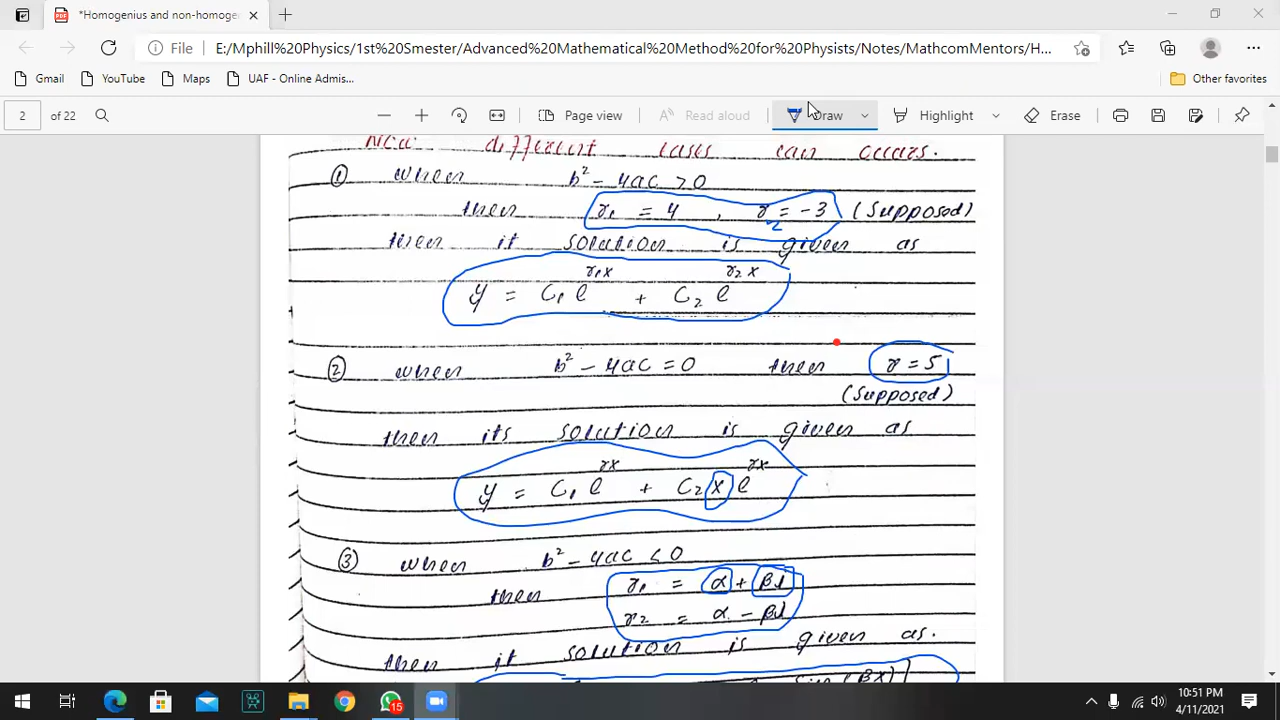 *Homogenius and non-homoge
File
E:/Mphill%20Physics/1st%20Smester/Advanced%20Mathematical%20Method%20for%20Physists/Notes/MathcomMentors/H...
Gmail YouTube Maps UAF - Online Admis... Other favorites
2 of 22 Page view Read aloud Draw Highlight Erase
different cases can occurs.
① when b² - 4ac > 0
then r₁ = 4 , r₂ = -3 (Supposed)
then it solution is given as
y = C₁ e^{r₁x} + C₂ e^{r₂x}
② when b² - 4ac = 0 then r = 5
(Supposed)
then its solution is given as
y = C₁ e^{rx} + C₂ x e^{rx}
③ when b² - 4ac < 0
then r₁ = α + βi
r₂ = α - βi
then it solution is given as.
Sin(βx)
15
10:51 PM
4/11/2021